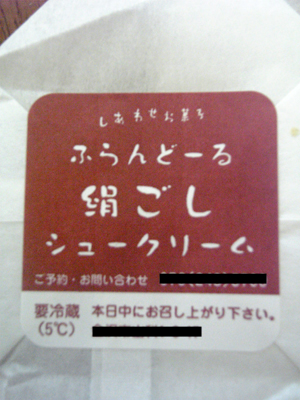 しあわせお菓子
ふらんどーる
絹ごし
シュークリーム
ご予約・お問い合わせ
要冷蔵 本日中にお召し上がり下さい。
(5℃)